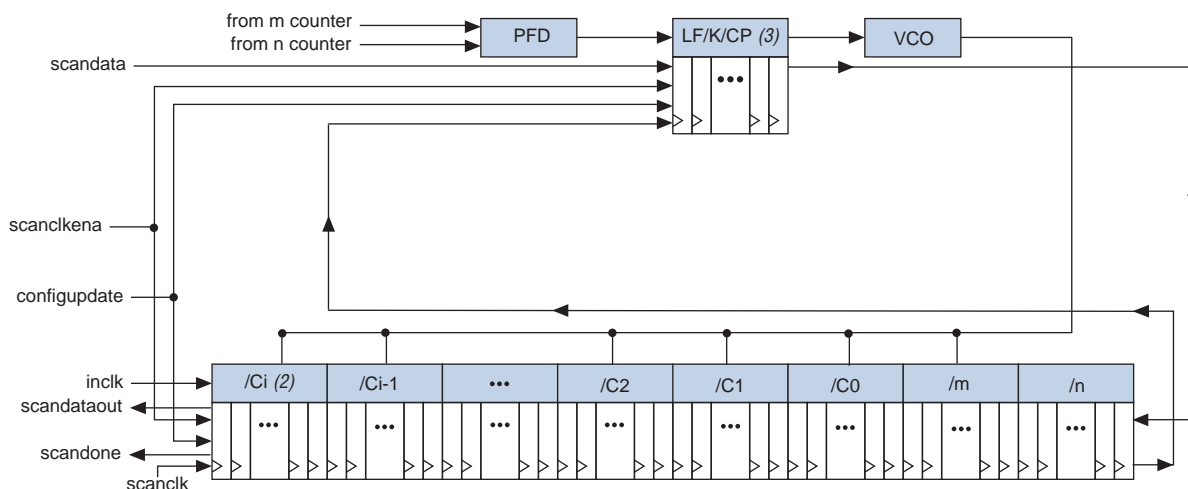 from m counter
from n counter
PFD
LF/K/CP (3)
VCO
scandata
•••
scanclkena
configupdate
inclk
/Ci (2)
/Ci-1
•••
/C2
/C1
/C0
/m
/n
scandataout
••• ••• ••• ••• ••• ••• ••• •••
scandone
scanclk